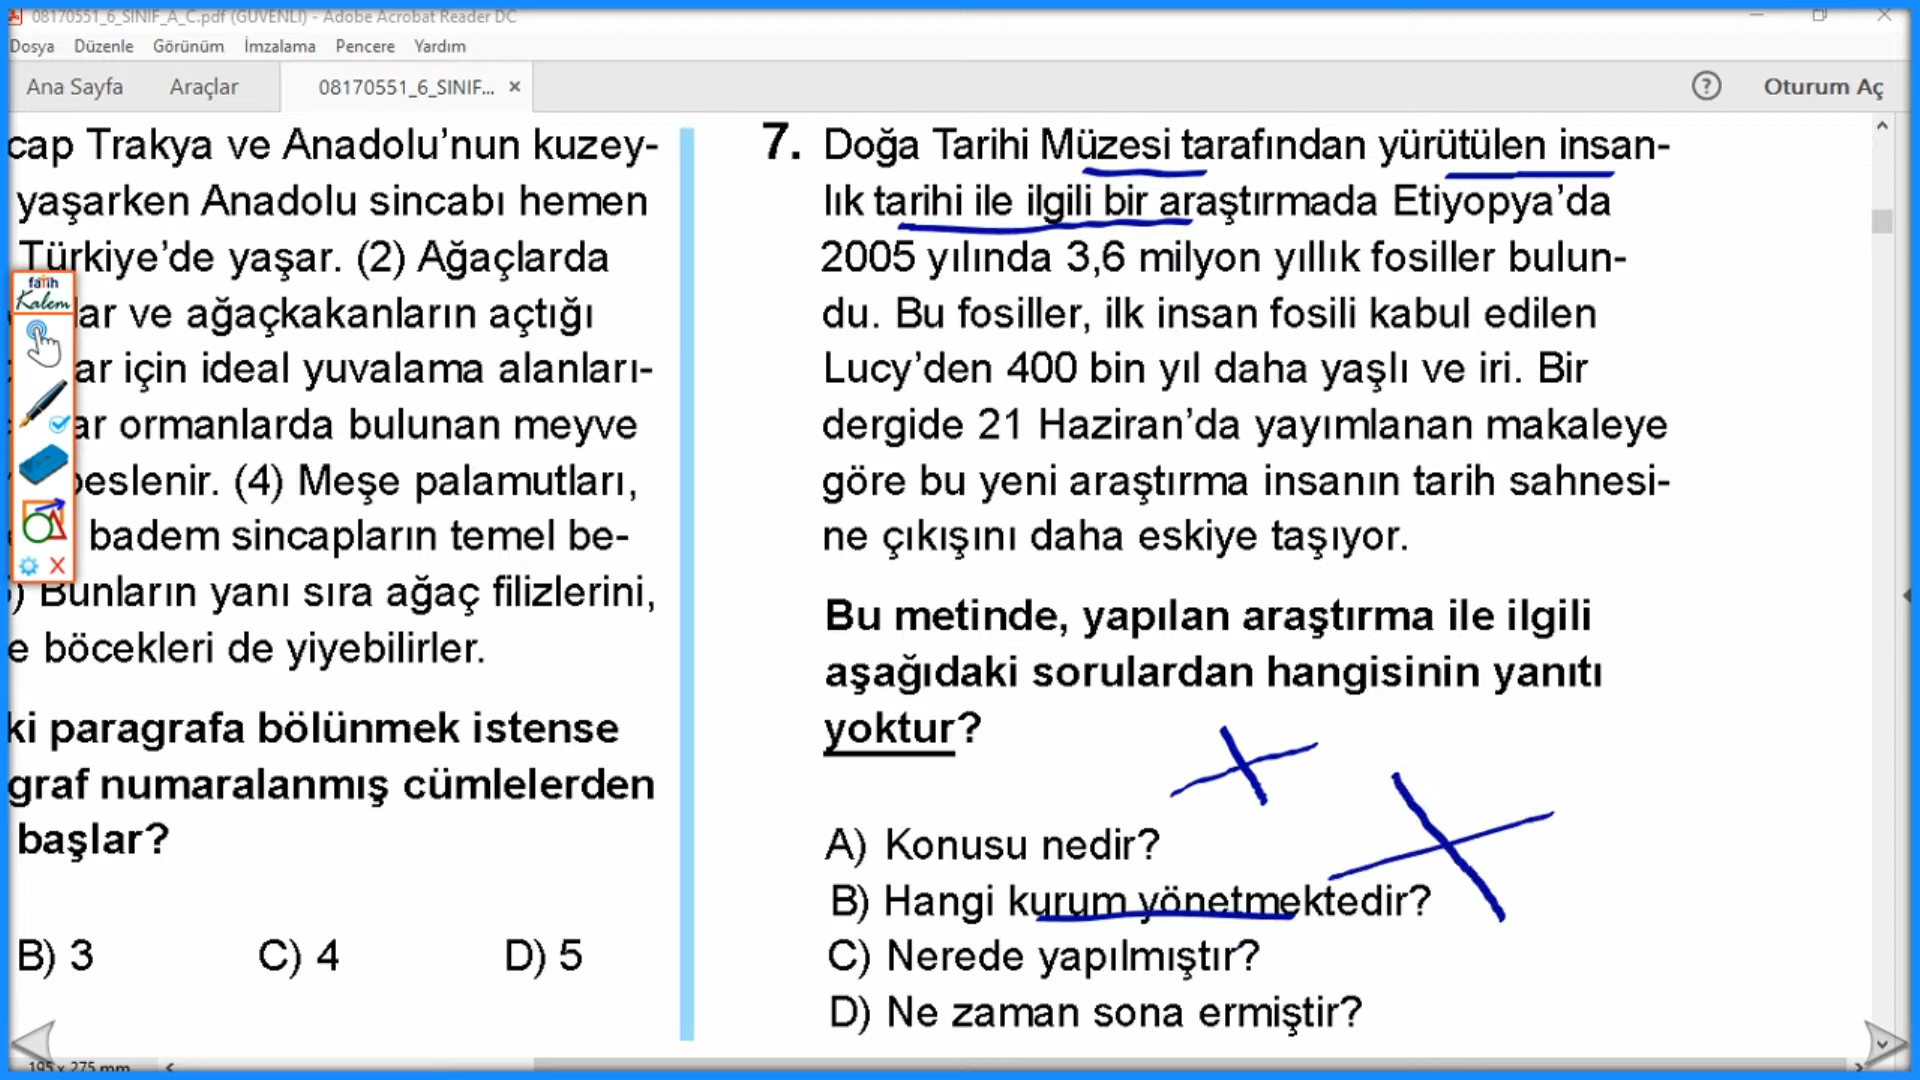 08170551_6_SINIF_A_C.pdf (GÜVENLİ) - Adobe Acrobat Reader DC
Dosya Düzenle Görünüm İmzalama Pencere Yardım
Ana Sayfa Araçlar 08170551_6_SINIF... × ? Oturum Aç
cap Trakya ve Anadolu’nun kuzey-
yaşarken Anadolu sincabı hemen
Türkiye’de yaşar. (2) Ağaçlarda
lar ve ağaçkakanların açtığı
ar için ideal yuvalama alanları-
ar ormanlarda bulunan meyve
beslenir. (4) Meşe palamutları,
badem sincapların temel be-
) Bunların yanı sıra ağaç filizlerini,
e böcekleri de yiyebilirler.
ki paragrafa bölünmek istense
graf numaralanmış cümlelerden
başlar?
B) 3 C) 4 D) 5
fatih
Kalem
7. Doğa Tarihi Müzesi tarafından yürütülen insan-
lık tarihi ile ilgili bir araştırmada Etiyopya’da
2005 yılında 3,6 milyon yıllık fosiller bulun-
du. Bu fosiller, ilk insan fosili kabul edilen
Lucy’den 400 bin yıl daha yaşlı ve iri. Bir
dergide 21 Haziran’da yayımlanan makaleye
göre bu yeni araştırma insanın tarih sahnesi-
ne çıkışını daha eskiye taşıyor.
Bu metinde, yapılan araştırma ile ilgili
aşağıdaki sorulardan hangisinin yanıtı
yoktur?
A) Konusu nedir?
B) Hangi kurum yönetmektedir?
C) Nerede yapılmıştır?
D) Ne zaman sona ermiştir?
195 x 275 mm